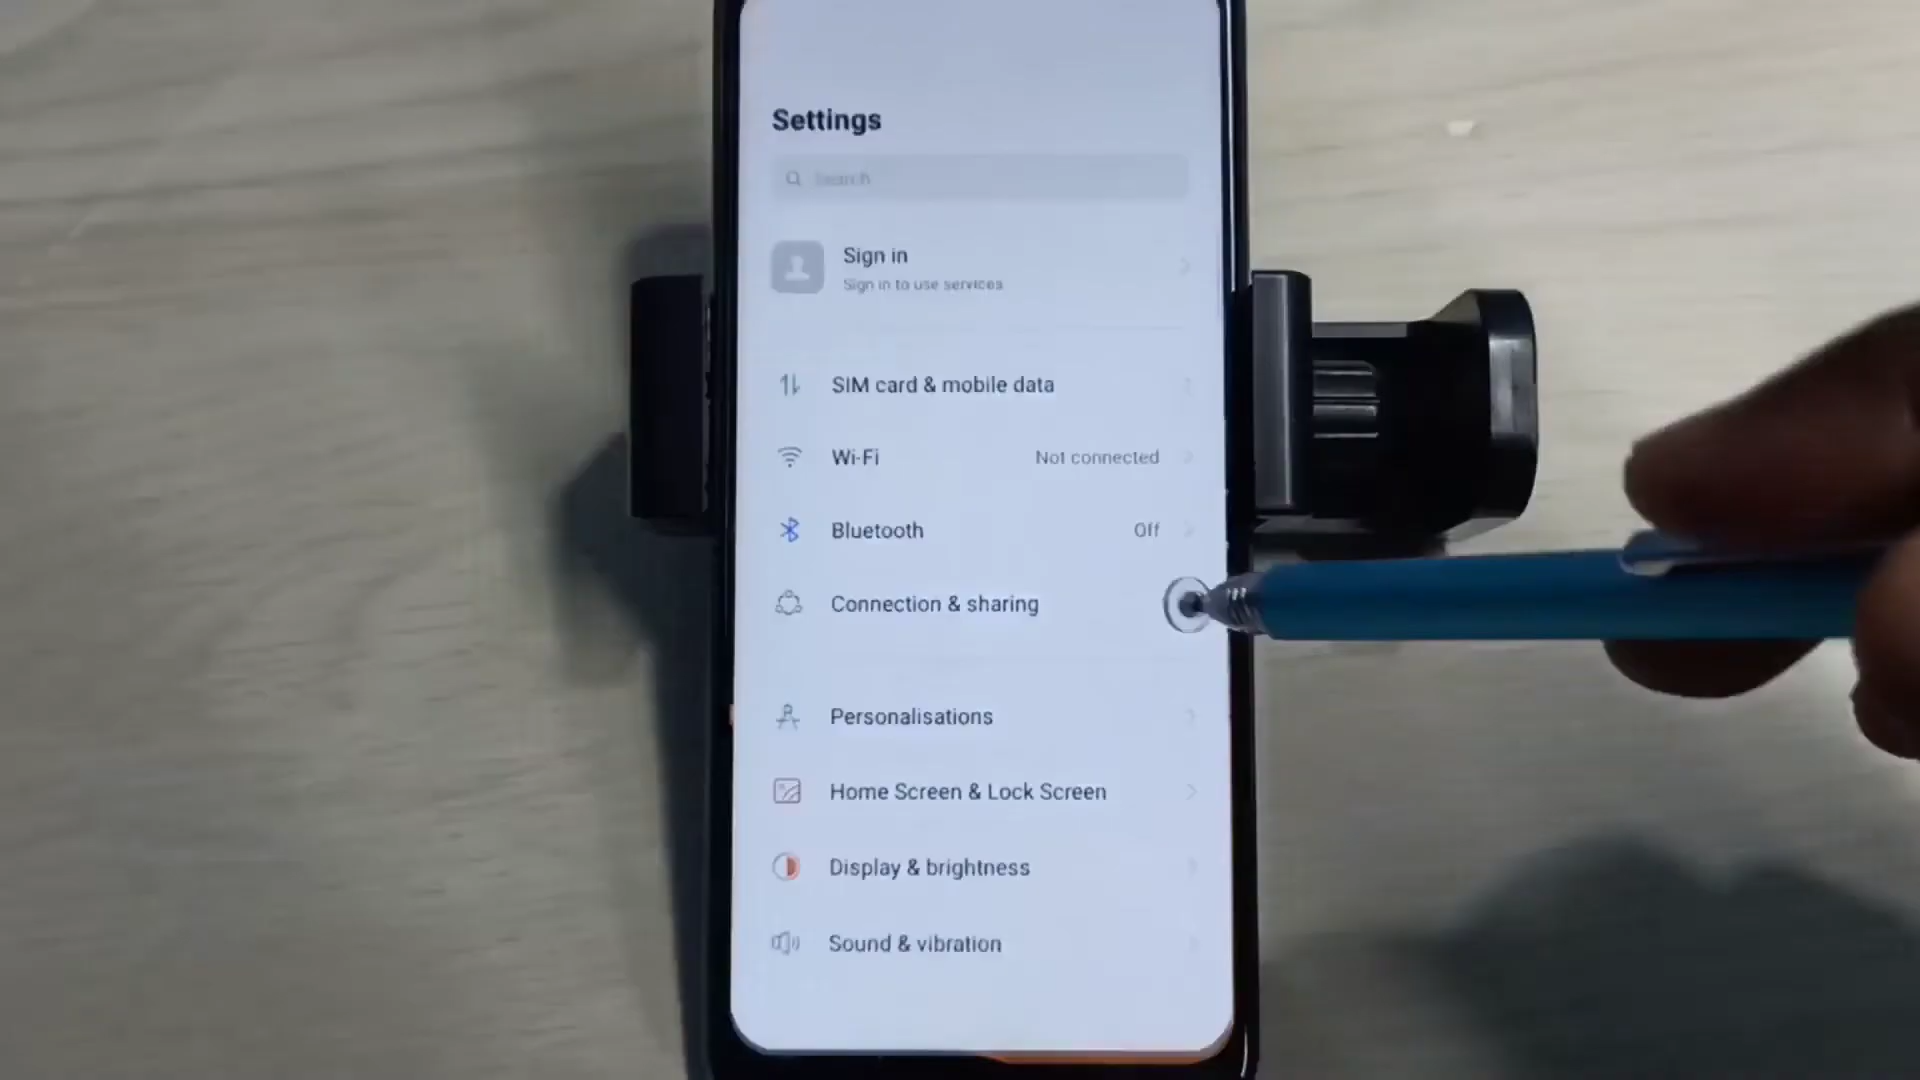 Settings
Search
Sign in
Sign in to use services
SIM card & mobile data
Wi-Fi Not connected
Bluetooth Off
Connection & sharing
Personalisations
Home Screen & Lock Screen
Display & brightness
Sound & vibration